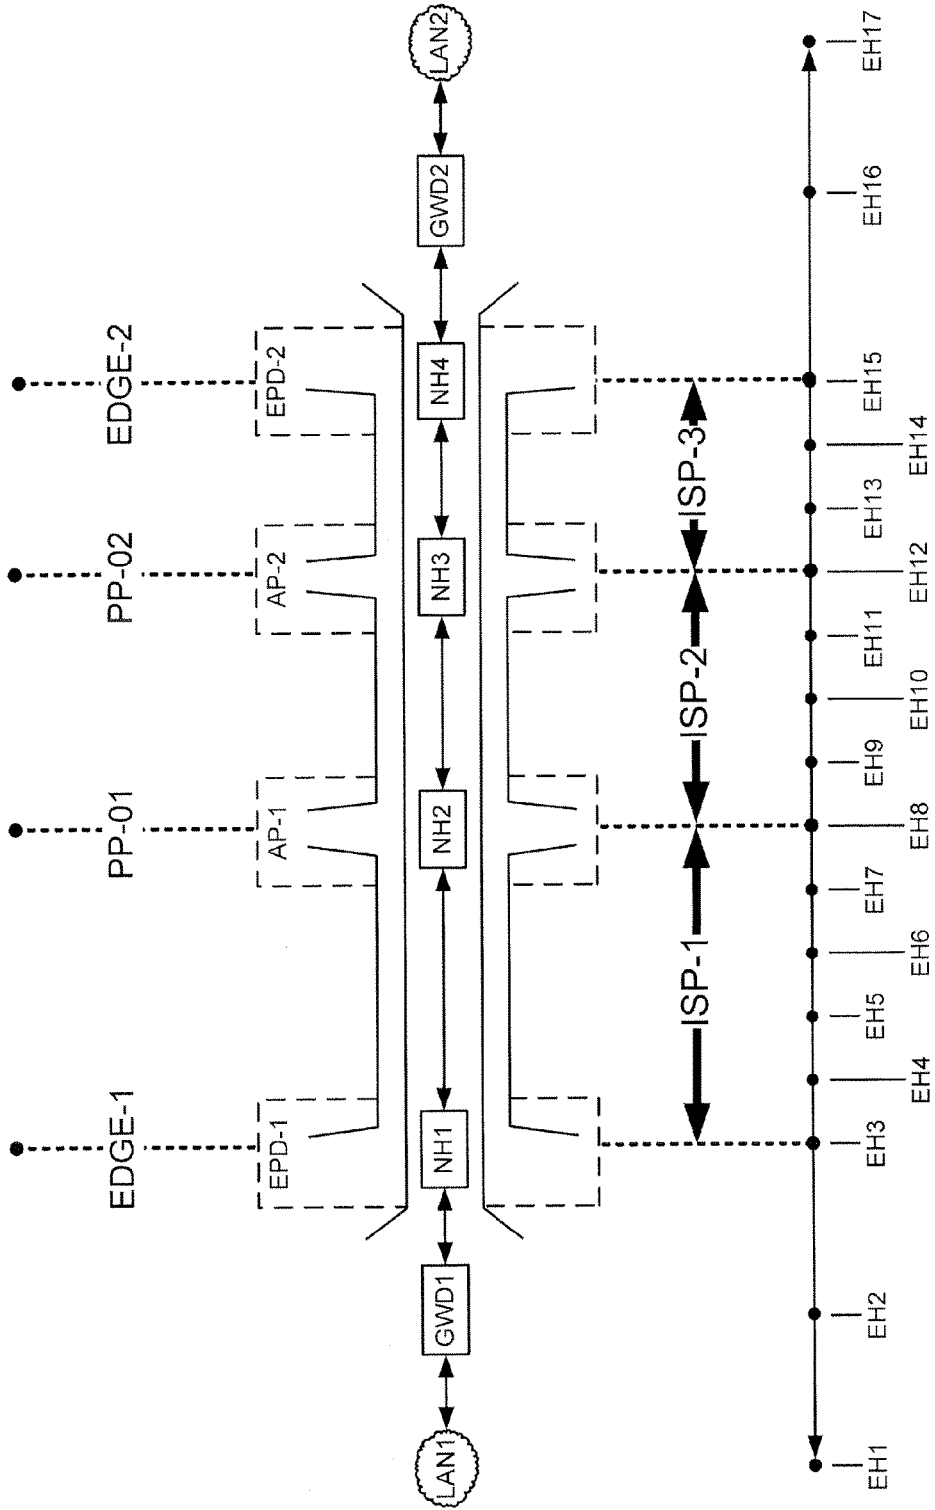 EDGE-1
PP-01
PP-02
EDGE-2
EPD-1
AP-1
AP-2
EPD-2
LAN1
GWD1
NH1
NH2
NH3
NH4
GWD2
LAN2
ISP-1
ISP-2
ISP-3
EH1
EH2
EH3
EH4
EH5
EH6
EH7
EH8
EH9
EH10
EH11
EH12
EH13
EH14
EH15
EH16
EH17